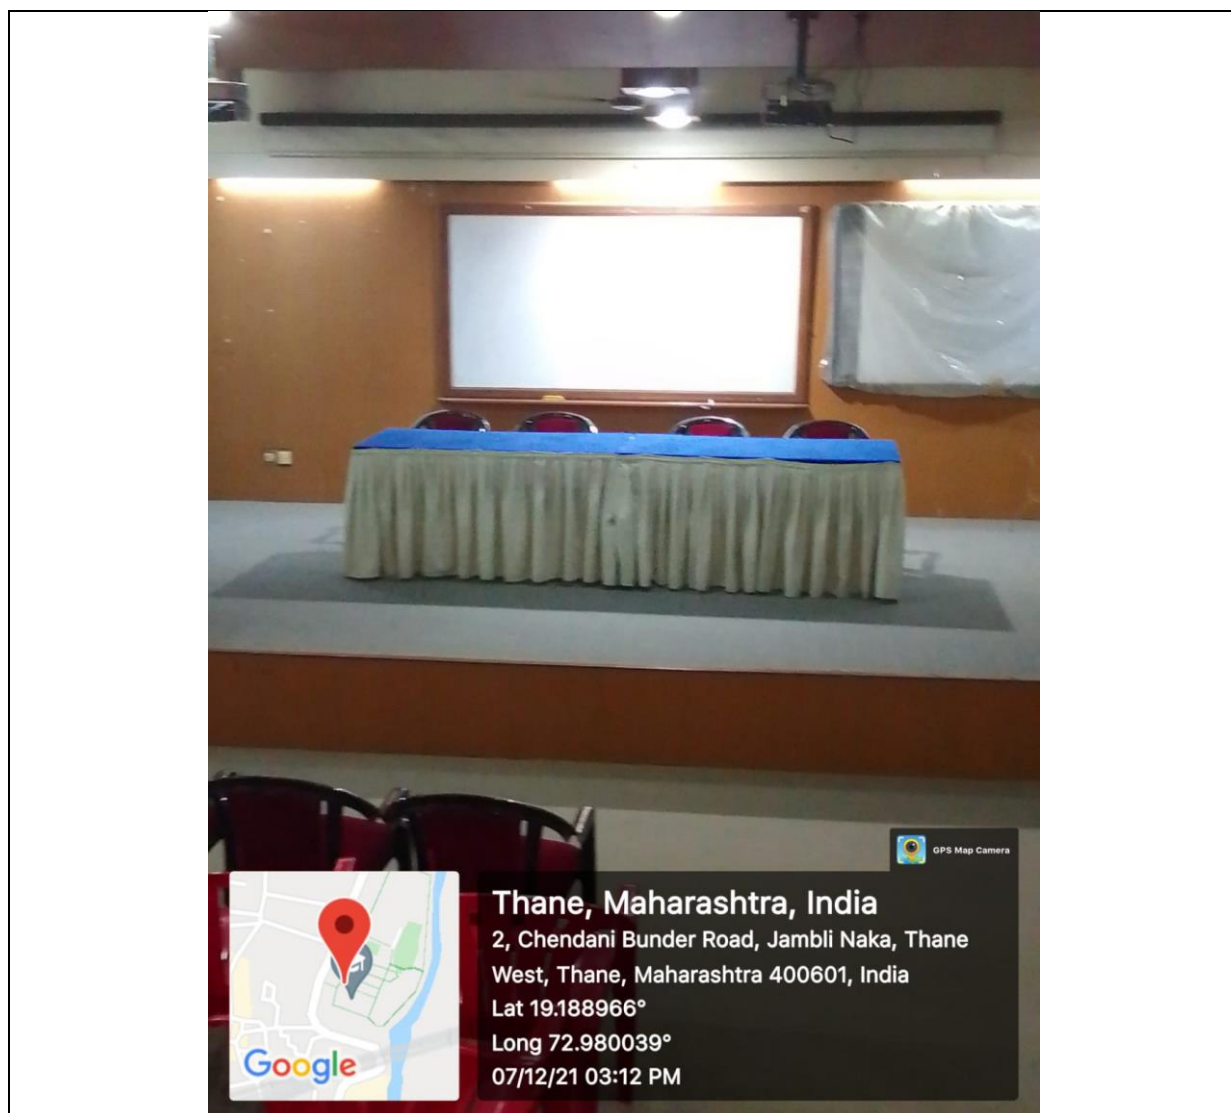 GPS Map Camera
Thane, Maharashtra, India
2, Chendani Bunder Road, Jambli Naka, Thane
West, Thane, Maharashtra 400601, India
Lat 19.188966°
Long 72.980039°
07/12/21 03:12 PM
Google